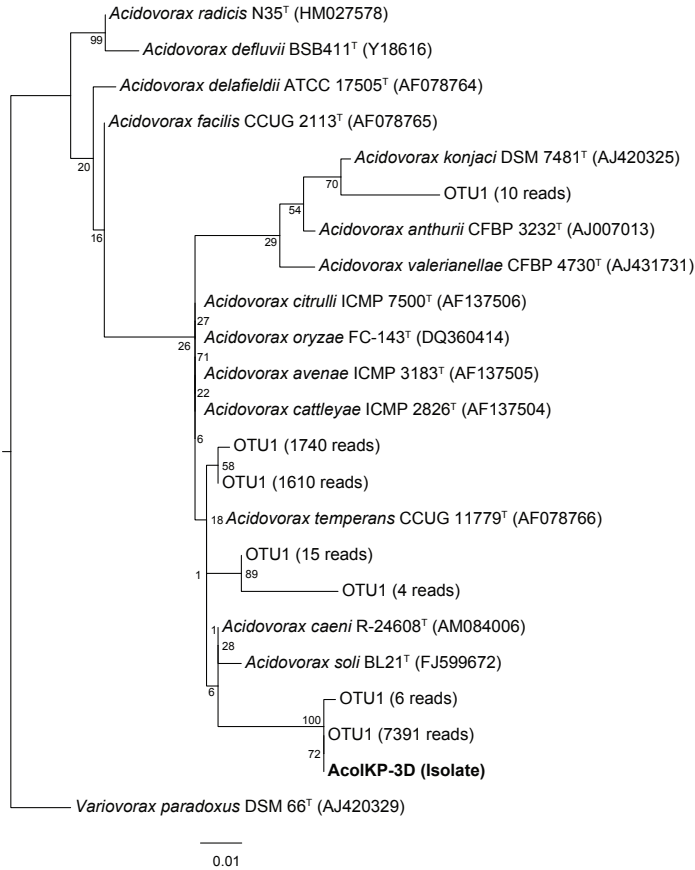 Acidovorax radicis N35ᵀ (HM027578)
99
Acidovorax defluvii BSB411ᵀ (Y18616)
Acidovorax delafieldii ATCC 17505ᵀ (AF078764)
Acidovorax facilis CCUG 2113ᵀ (AF078765)
Acidovorax konjaci DSM 7481ᵀ (AJ420325)
20
70
OTU1 (10 reads)
54
Acidovorax anthurii CFBP 3232ᵀ (AJ007013)
16
29
Acidovorax valerianellae CFBP 4730ᵀ (AJ431731)
Acidovorax citrulli ICMP 7500ᵀ (AF137506)
27
Acidovorax oryzae FC-143ᵀ (DQ360414)
26
71
Acidovorax avenae ICMP 3183ᵀ (AF137505)
22
Acidovorax cattleyae ICMP 2826ᵀ (AF137504)
6
OTU1 (1740 reads)
58
OTU1 (1610 reads)
18 Acidovorax temperans CCUG 11779ᵀ (AF078766)
OTU1 (15 reads)
1
89
OTU1 (4 reads)
1 Acidovorax caeni R-24608ᵀ (AM084006)
28
Acidovorax soli BL21ᵀ (FJ599672)
6
OTU1 (6 reads)
100
OTU1 (7391 reads)
72
AcolKP-3D (Isolate)
Variovorax paradoxus DSM 66ᵀ (AJ420329)
0.01